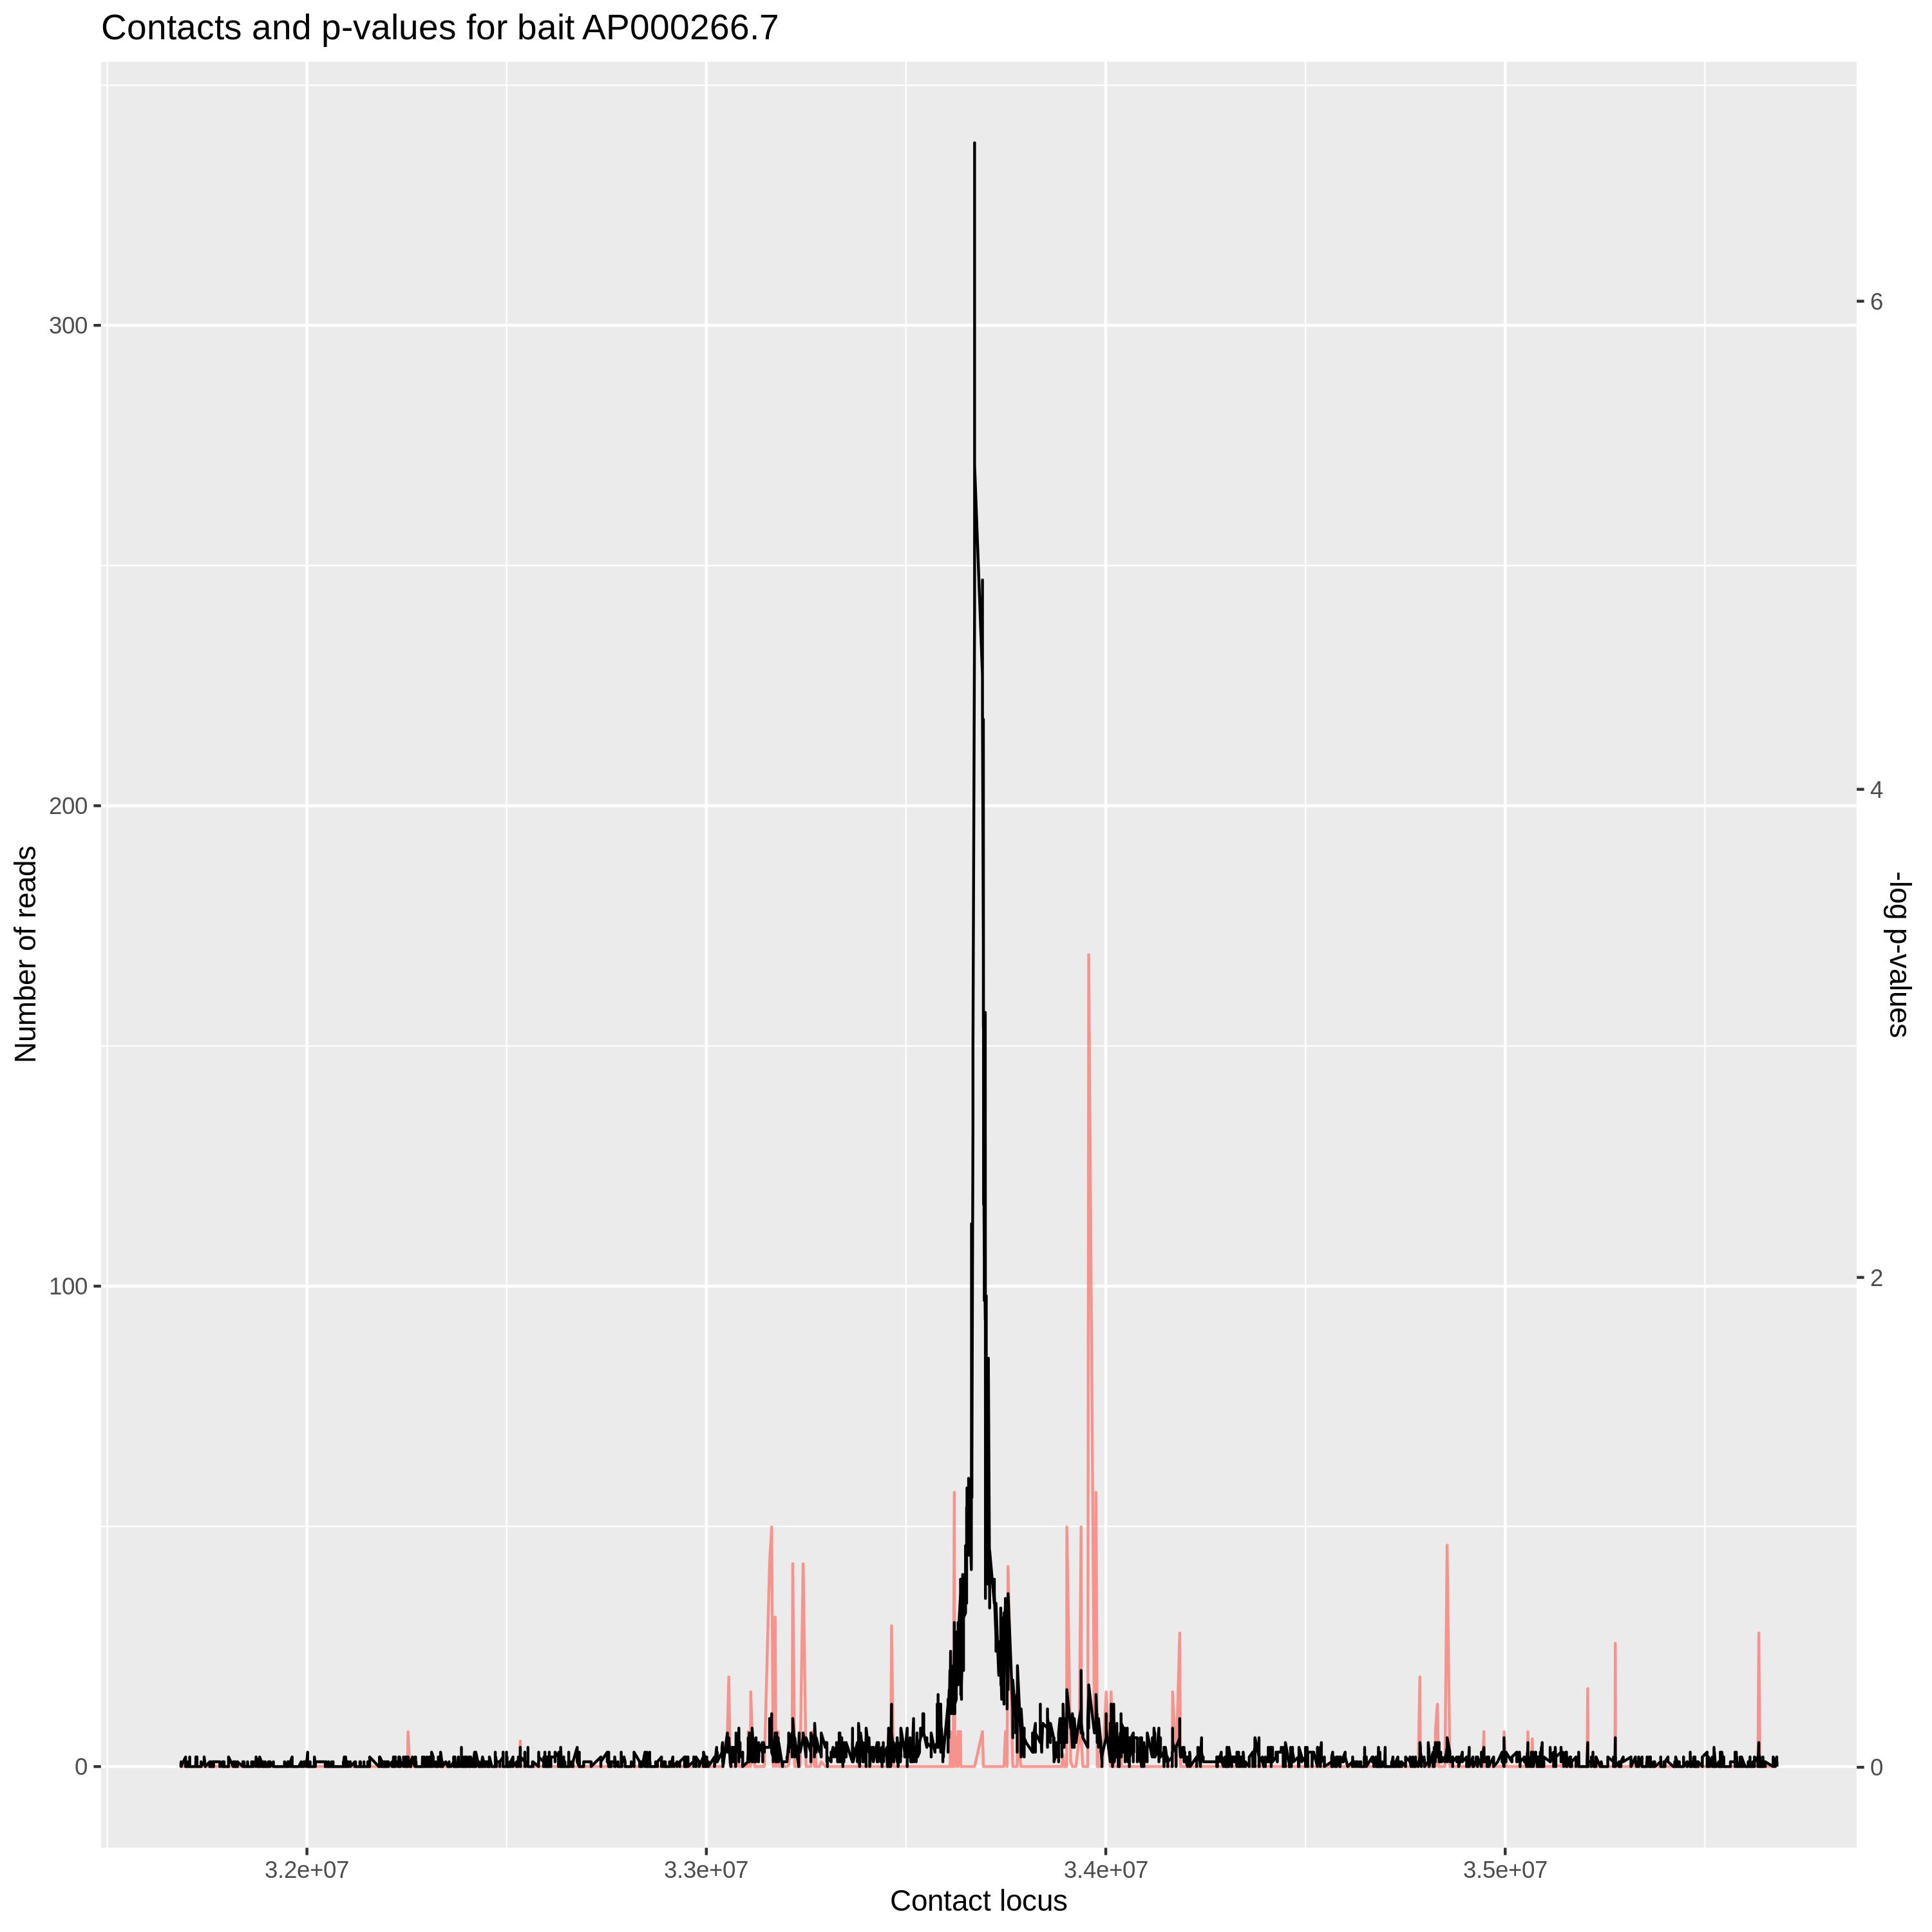 Contacts and p-values for bait AP000266.7
Number of reads
300
200
100
0
6
4
2
0
-log p-values
3.2e+07
3.3e+07
3.4e+07
3.5e+07
Contact locus